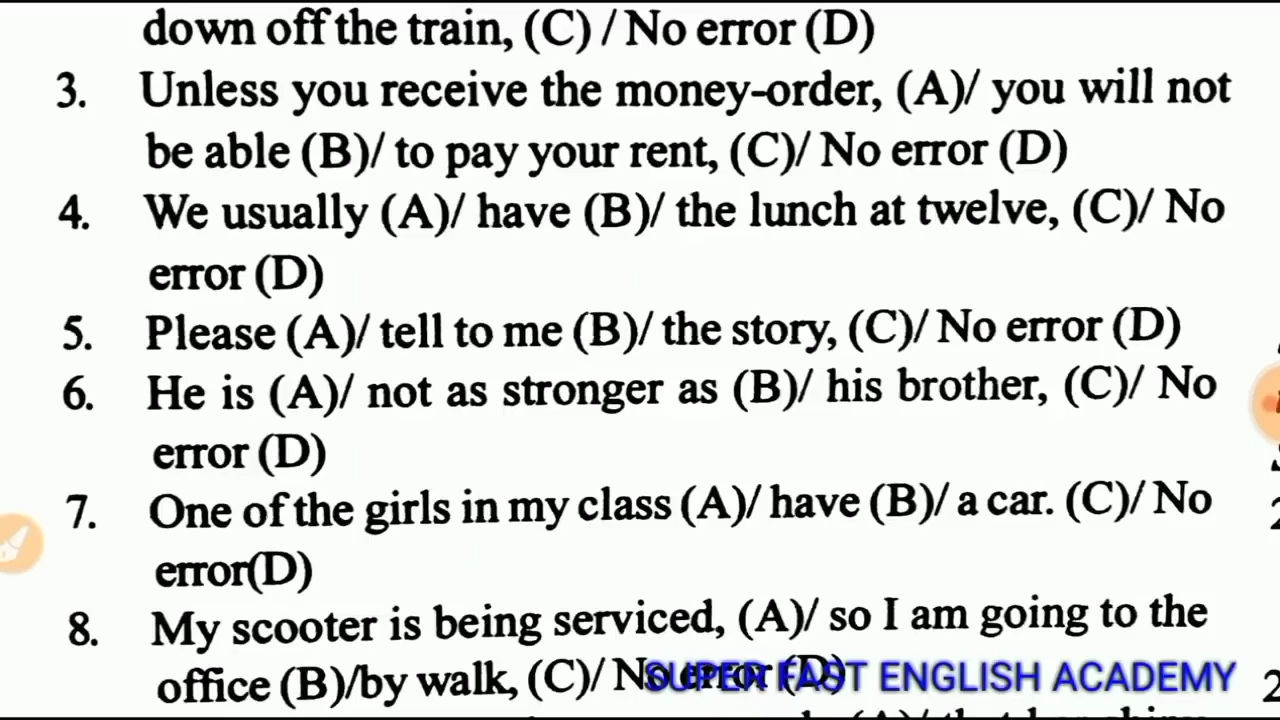 down off the train, (C) / No error (D)
3. Unless you receive the money-order, (A)/ you will not
be able (B)/ to pay your rent, (C)/ No error (D)
4. We usually (A)/ have (B)/ the lunch at twelve, (C)/ No
error (D)
5. Please (A)/ tell to me (B)/ the story, (C)/ No error (D)
6. He is (A)/ not as stronger as (B)/ his brother, (C)/ No
error (D)
7. One of the girls in my class (A)/ have (B)/ a car. (C)/ No
error(D)
8. My scooter is being serviced, (A)/ so I am going to the
office (B)/by walk, (C)/ No error (D)
SUPER FAST ENGLISH ACADEMY